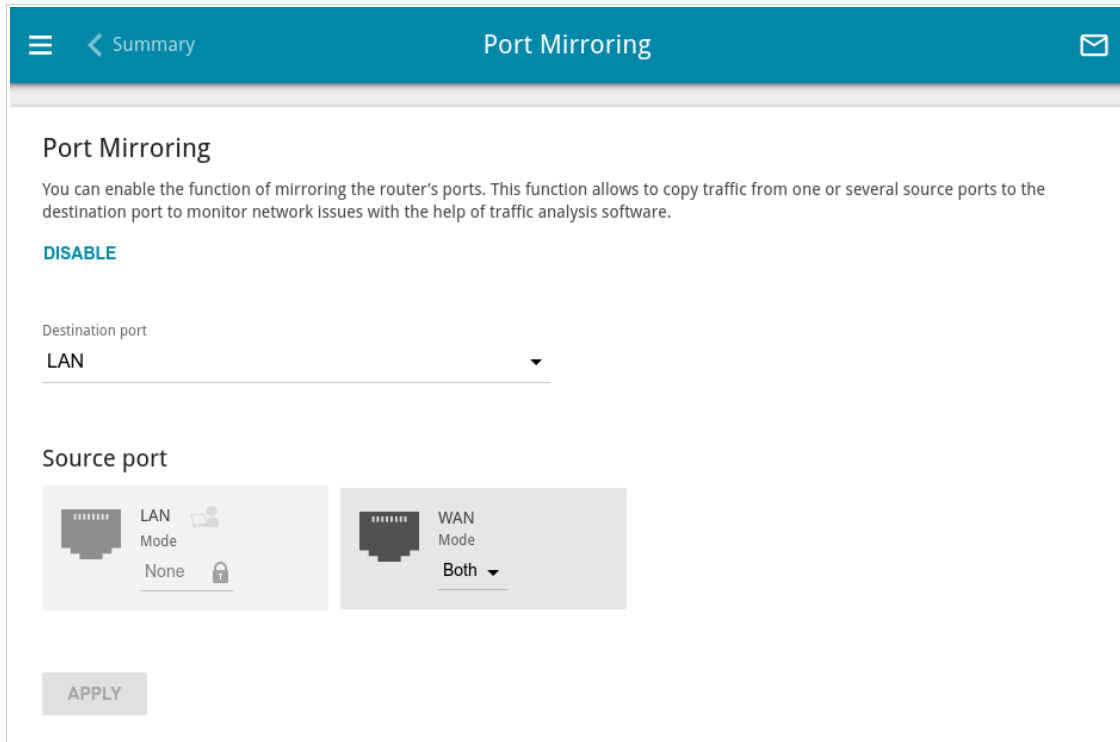 Summary
Port Mirroring
Port Mirroring
You can enable the function of mirroring the router's ports. This function allows to copy traffic from one or several source ports to the
destination port to monitor network issues with the help of traffic analysis software.
DISABLE
Destination port
LAN
Source port
LAN
Mode
None
WAN
Mode
Both
APPLY